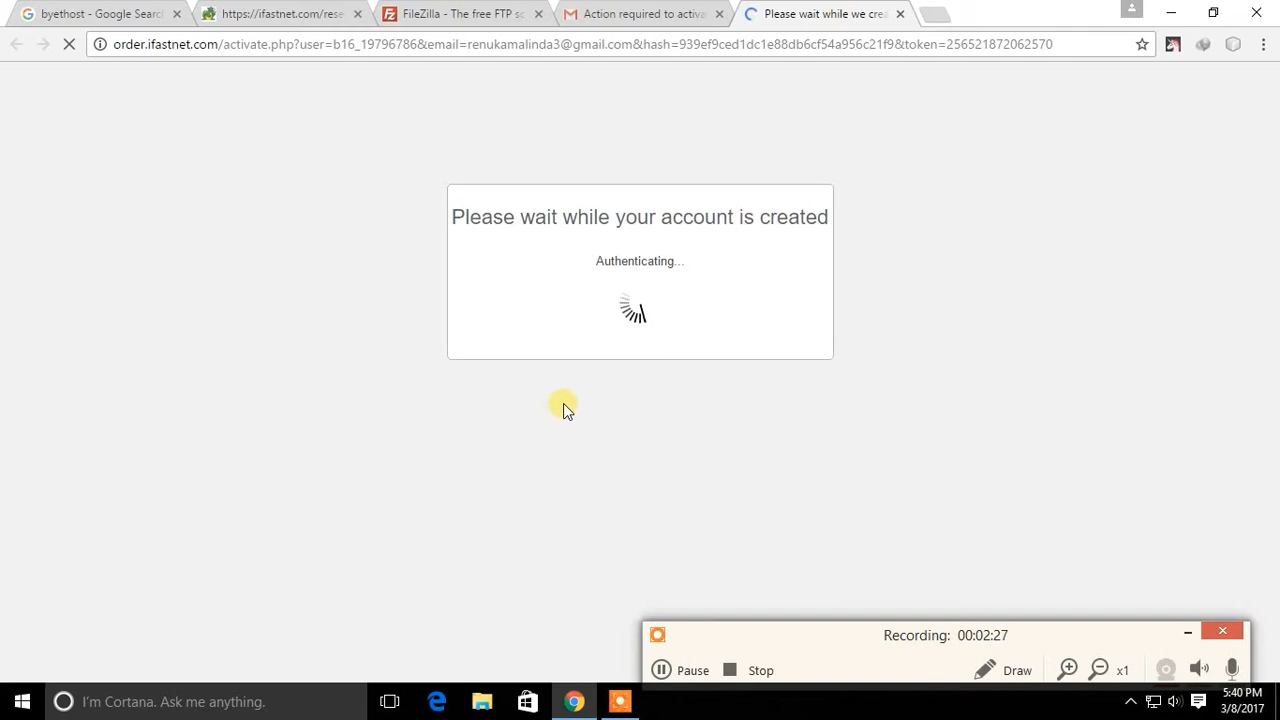 byethost - Google Search
https://ifastnet.com/rese
FileZilla - The free FTP so
Action required to activa
Please wait while we crea
order.ifastnet.com/activate.php?user=b16_19796786&email=renukamalinda3@gmail.com&hash=939ef9ced1dc1e88db6cf54a956c21f9&token=256521872062570
Please wait while your account is created
Authenticating...
Recording: 00:02:27
Pause
Stop
Draw
x1
I'm Cortana. Ask me anything.
5:40 PM
3/8/2017